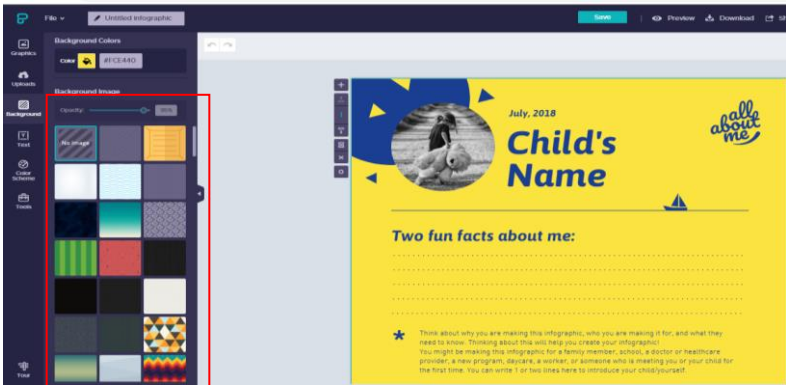 File
Untitled Infographic
Save
Preview
Download
Graphics
Uploads
Background
Text
Color
Scheme
Tools
Tour
Background Colors
Color
#FCE44D
Background Image
Opacity:
No Image
July, 2018
Child's
Name
all
about
me
Two fun facts about me:
* Think about why you are making this infographic, who you are making it for, and what they
need to know. Thinking about this will help you create your infographic!
You might be making this infographic for a family member, school, a doctor or healthcare
provider, a new program, daycare, a worker, or someone who is meeting you or your child for
the first time. You can write 1 or two lines here to introduce your child/yourself.